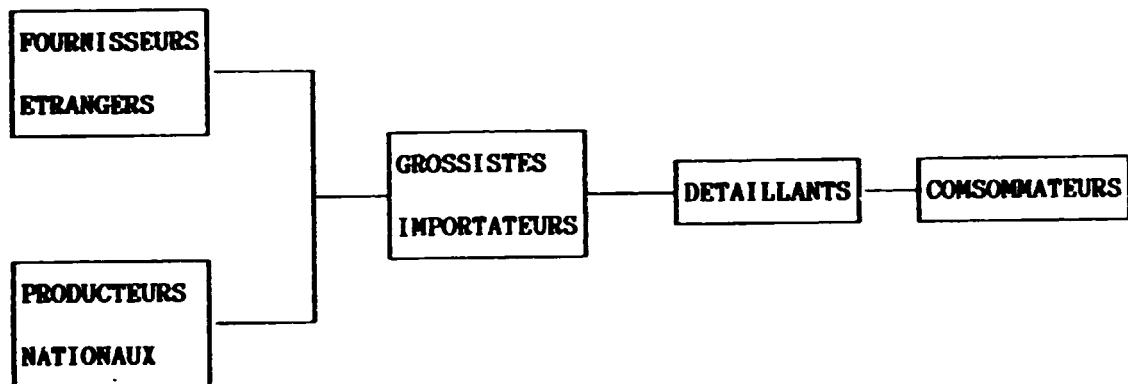 FOURNISSEURS
ETRANGERS
GROSSISTES
IMPORTATEURS
DETAILLANTS
COMSOMMATEURS
PRODUCTEURS
NATIONAUX